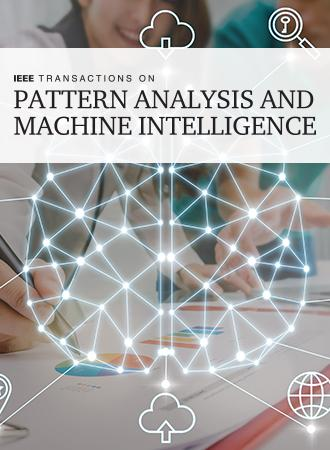 IEEE TRANSACTIONS ON
PATTERN ANALYSIS AND
MACHINE INTELLIGENCE